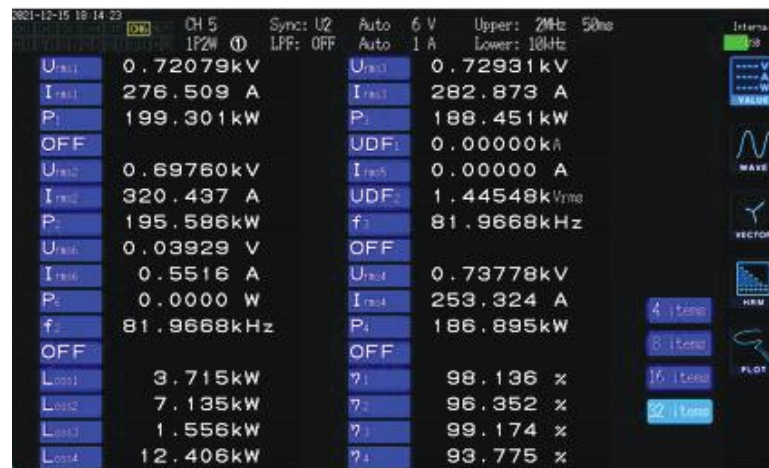 2021-12-15 18:14:23
CH 5 Sync: U2 Auto 6 V Upper: 2MHz 50ms
1P2W ① LPF: OFF Auto 1 A Lower: 10kHz
Urms1 0.72079kV Urms3 0.72931kV
Irms1 276.509 A Irms3 282.873 A
P1 199.301kW P3 188.451kW
OFF UDF1 0.00000kA
Urms2 0.69760kV Irms5 0.00000 A
Irms2 320.437 A UDF2 1.44548kVrms
P2 195.586kW f3 81.9668kHz
Urms6 0.03929 V OFF
Irms6 0.5516 A Urms4 0.73778kV
P6 0.0000 W Irms4 253.324 A
f2 81.9668kHz P4 186.895kW
OFF OFF
Loss1 3.715kW η1 98.136 %
Loss2 7.135kW η2 96.352 %
Loss3 1.556kW η3 99.174 %
Loss4 12.406kW η4 93.775 %
4 items
8 items
16 items
32 items
VALUE
WAVE
VECTOR
HRM
PLOT